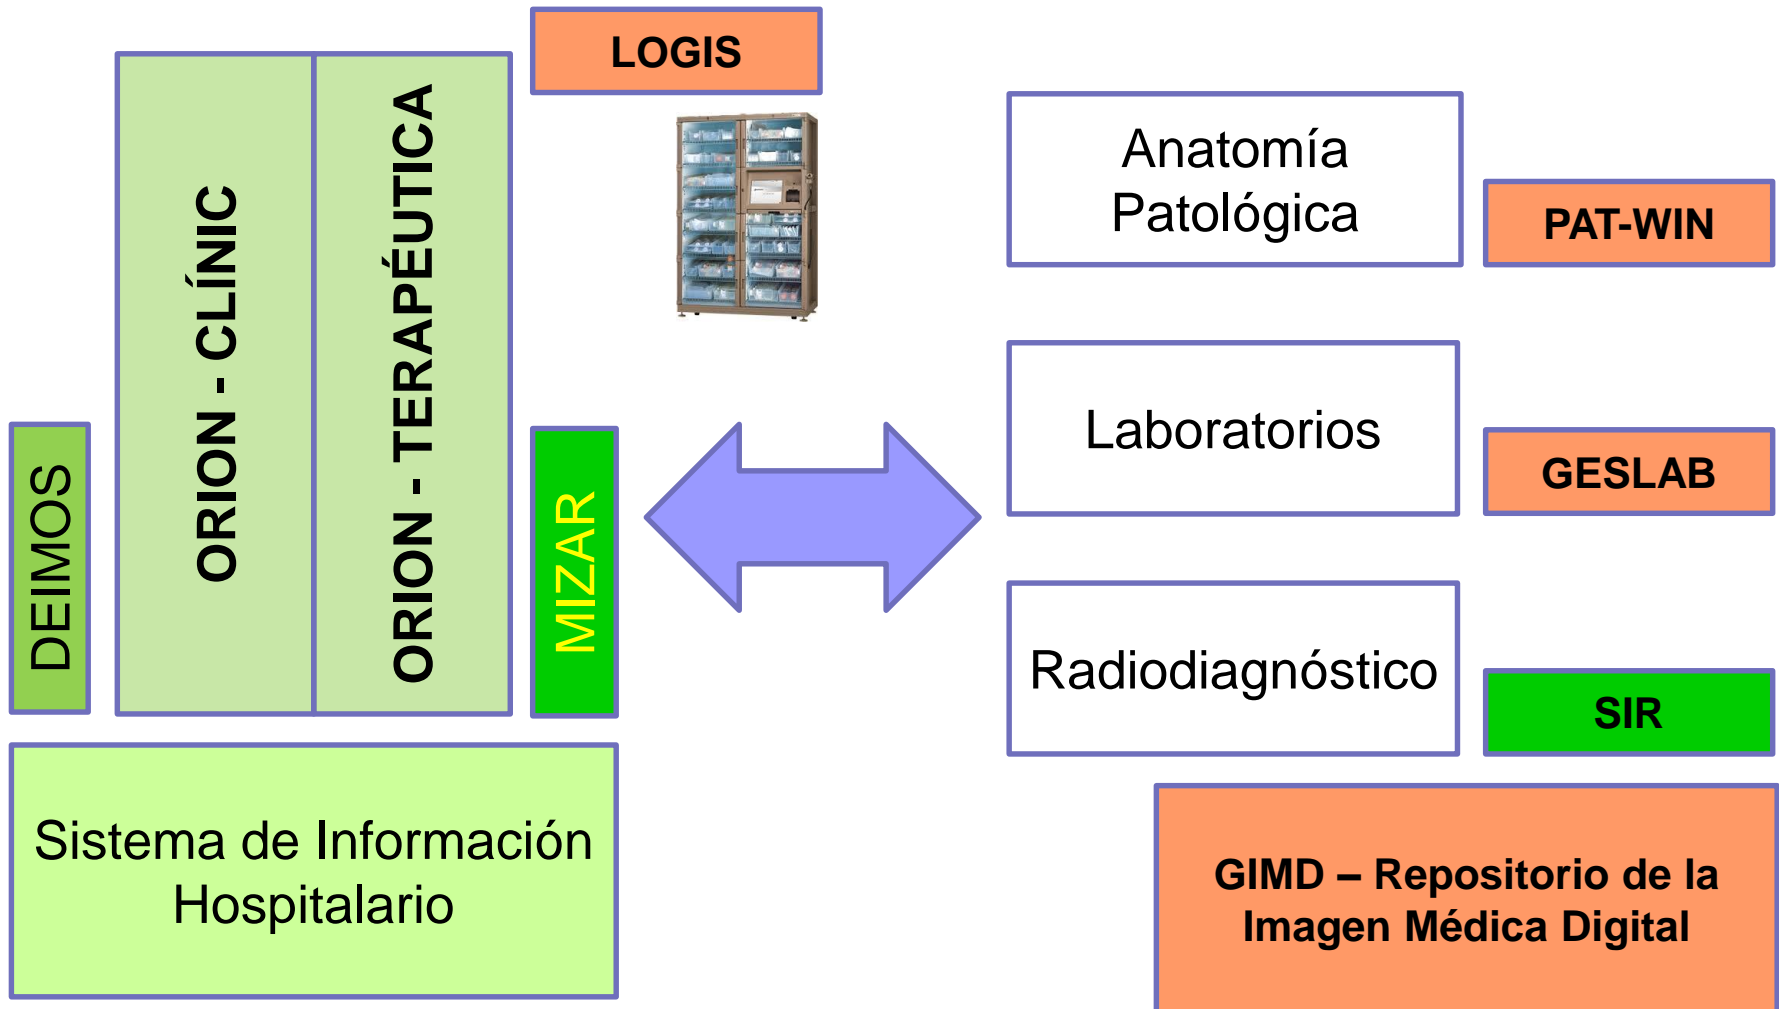 LOGIS
ORION - CLÍNIC
ORION - TERAPÉUTICA
DEIMOS
MIZAR
Sistema de Información
Hospitalario
Anatomía
Patológica
PAT-WIN
Laboratorios
GESLAB
Radiodiagnóstico
SIR
GIMD – Repositorio de la
Imagen Médica Digital